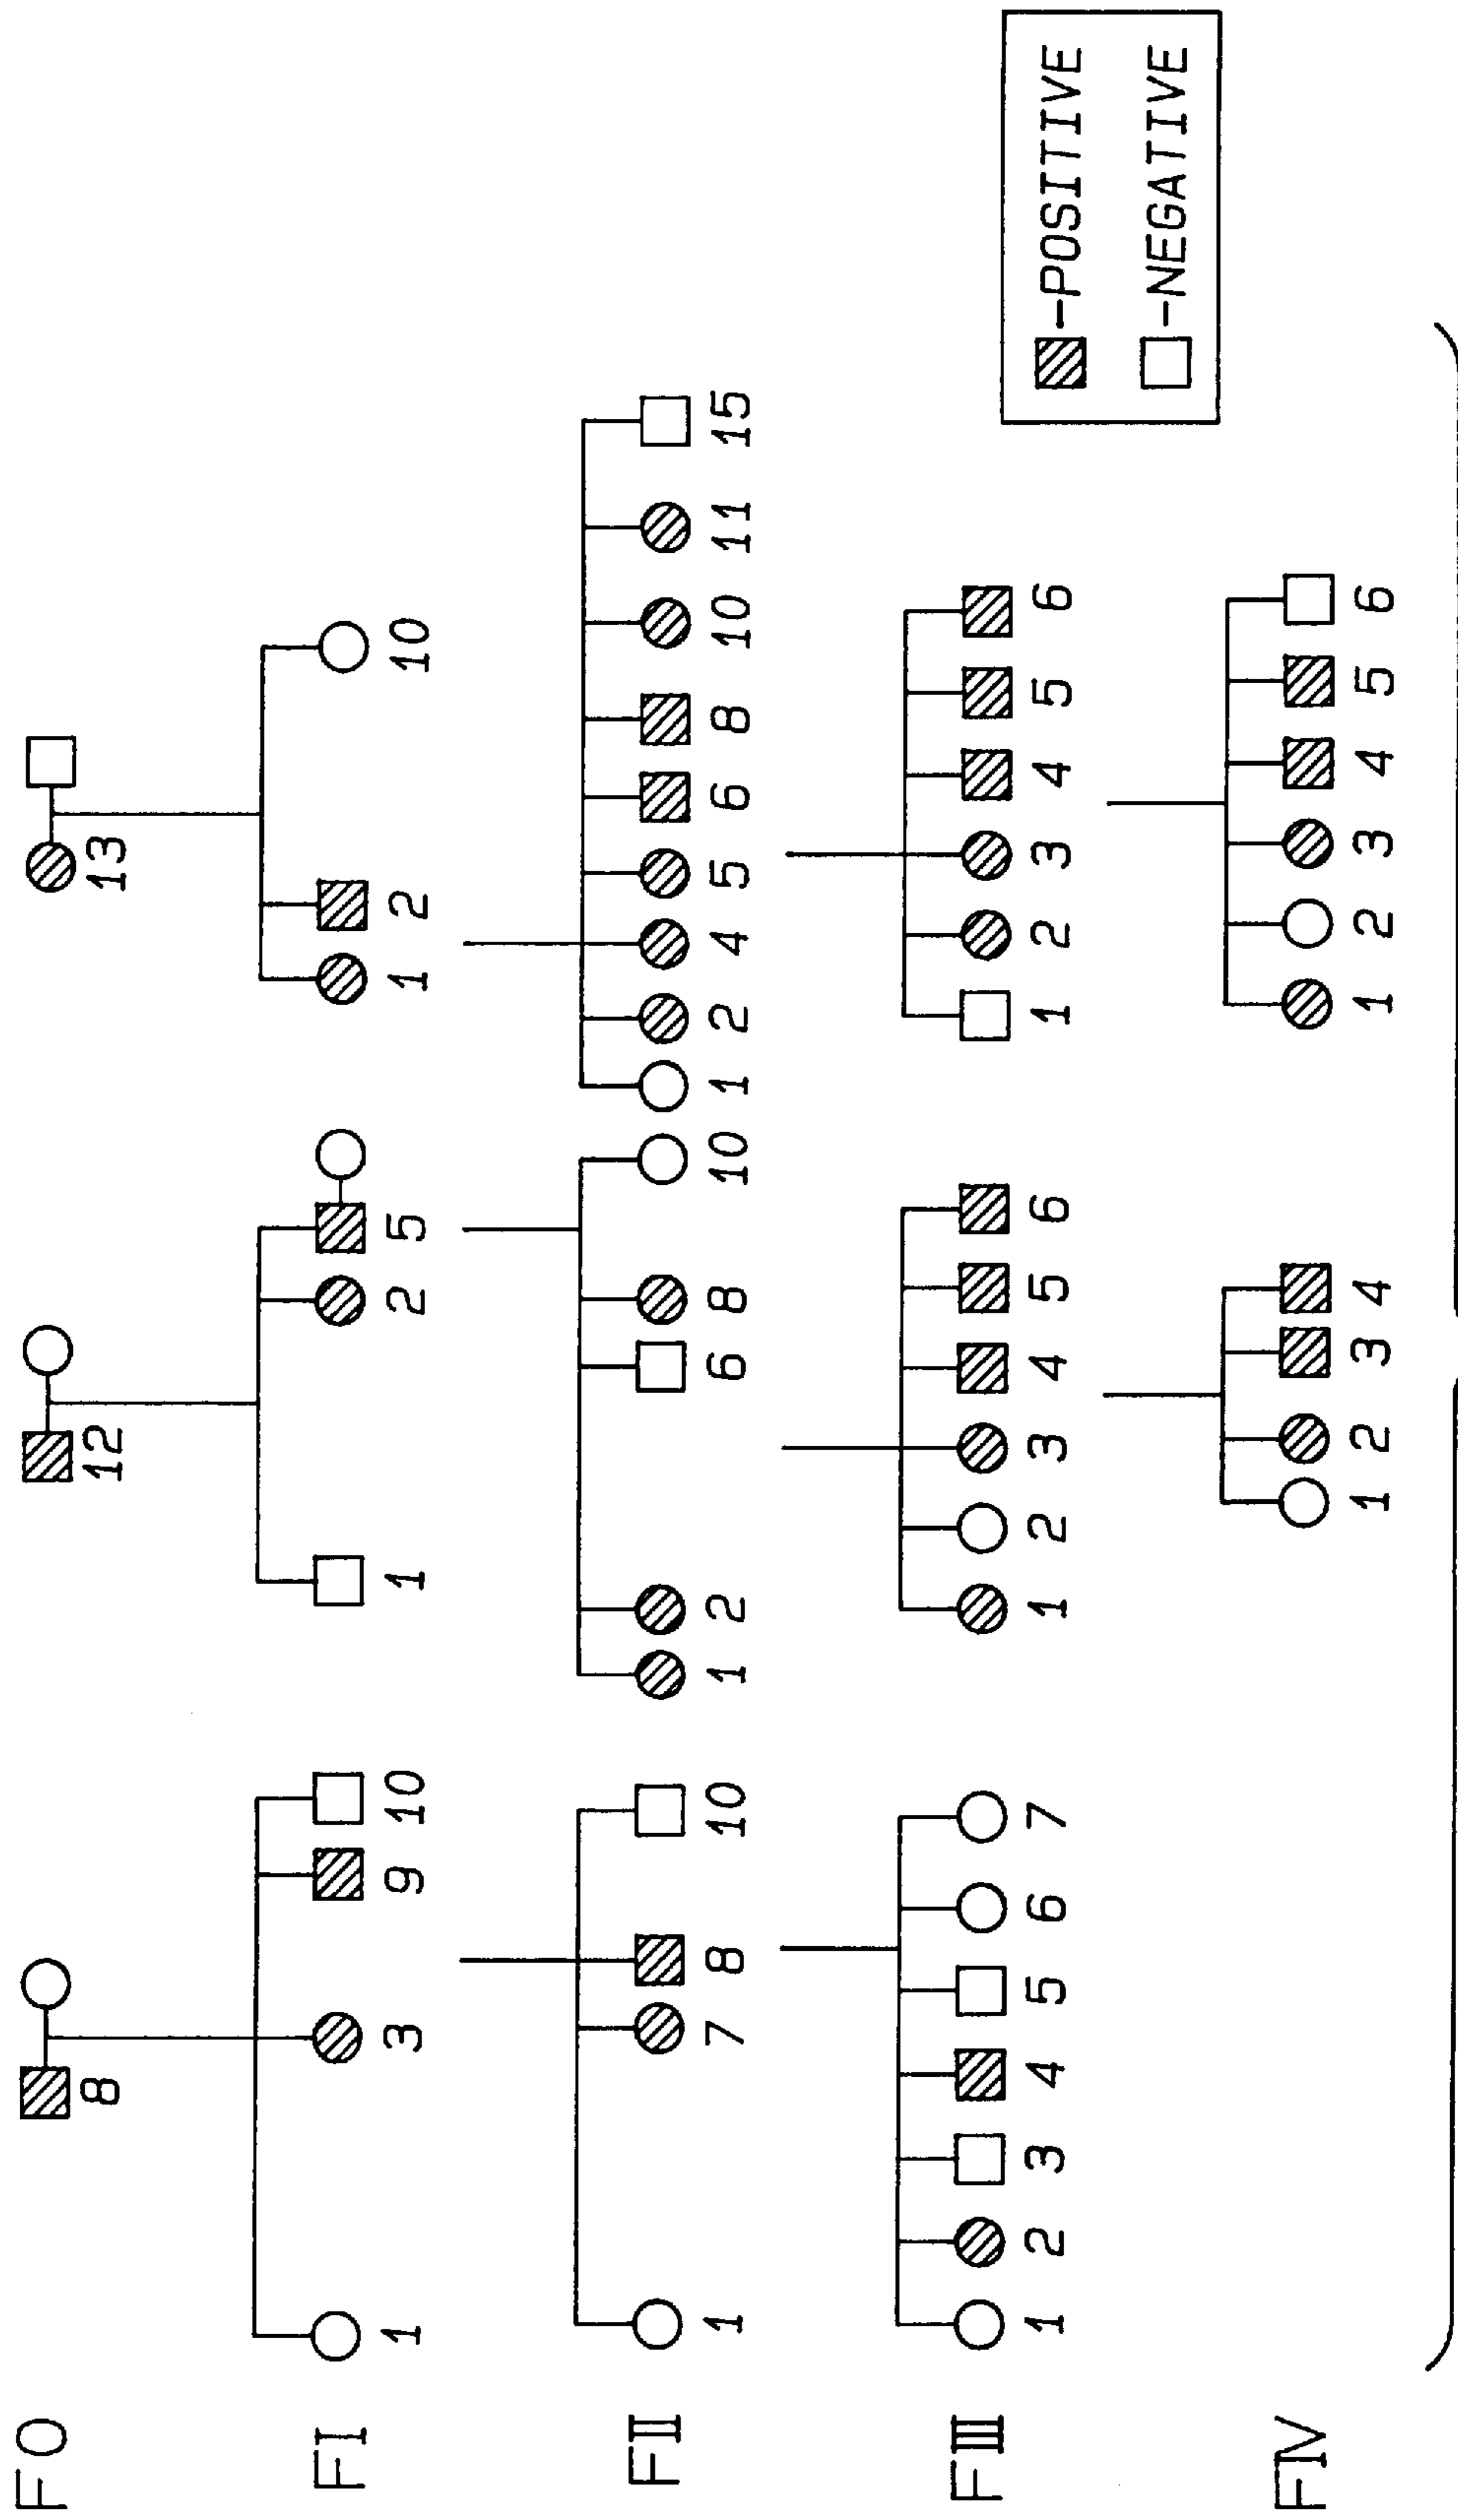 FO 8 12 13
FI 1 3 9 10 1 2 5 1 2 10
FII 1 7 8 10 1 2 6 8 10 1 2 4 5 6 8 10 11 15
FIII 1 2 3 4 5 6 7 1 2 3 4 5 6 1 2 3 4 5 6
FIV 1 2 3 4 1 2 3 4 5 6
-POSITIVE
-NEGATIVE